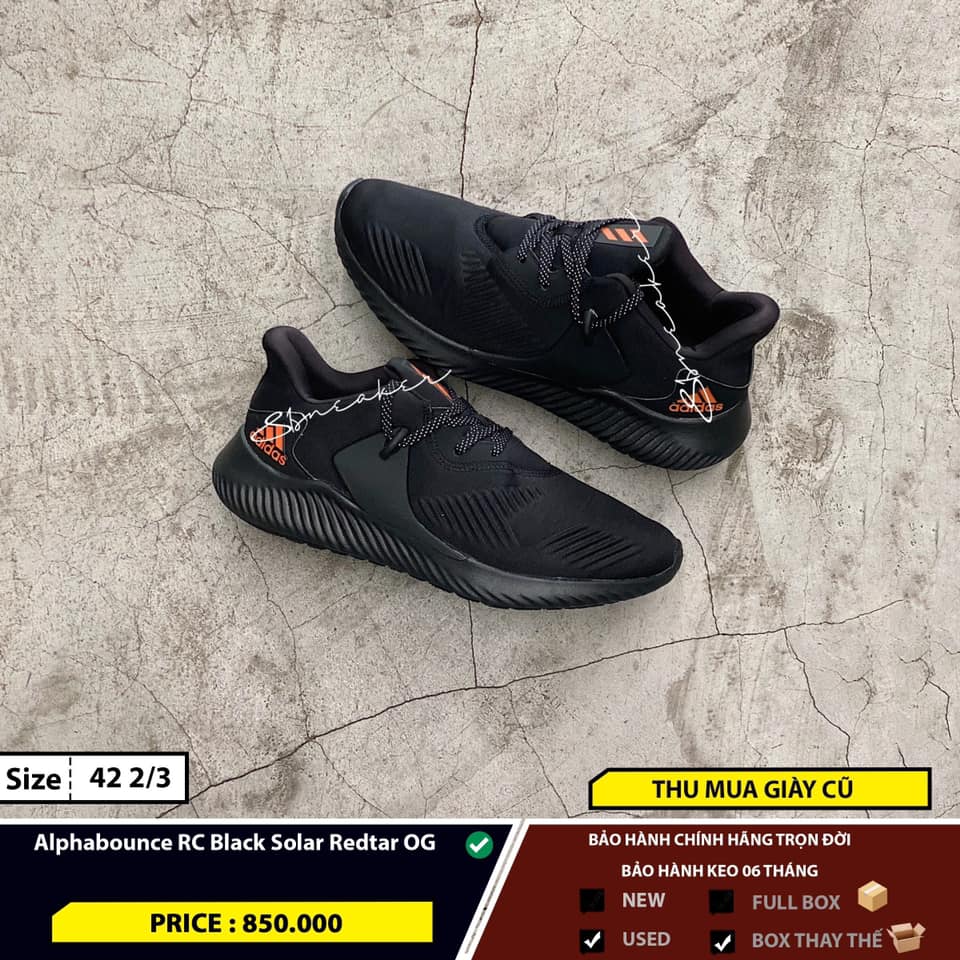 Sneaker
adidas
adidas
Size 42 2/3
THU MUA GIÀY CŨ
Alphabounce RC Black Solar Redtar OG
PRICE : 850.000
BẢO HÀNH CHÍNH HÃNG TRỌN ĐỜI
BẢO HÀNH KEO 06 THÁNG
NEW
FULL BOX
USED
BOX THAY THẾ